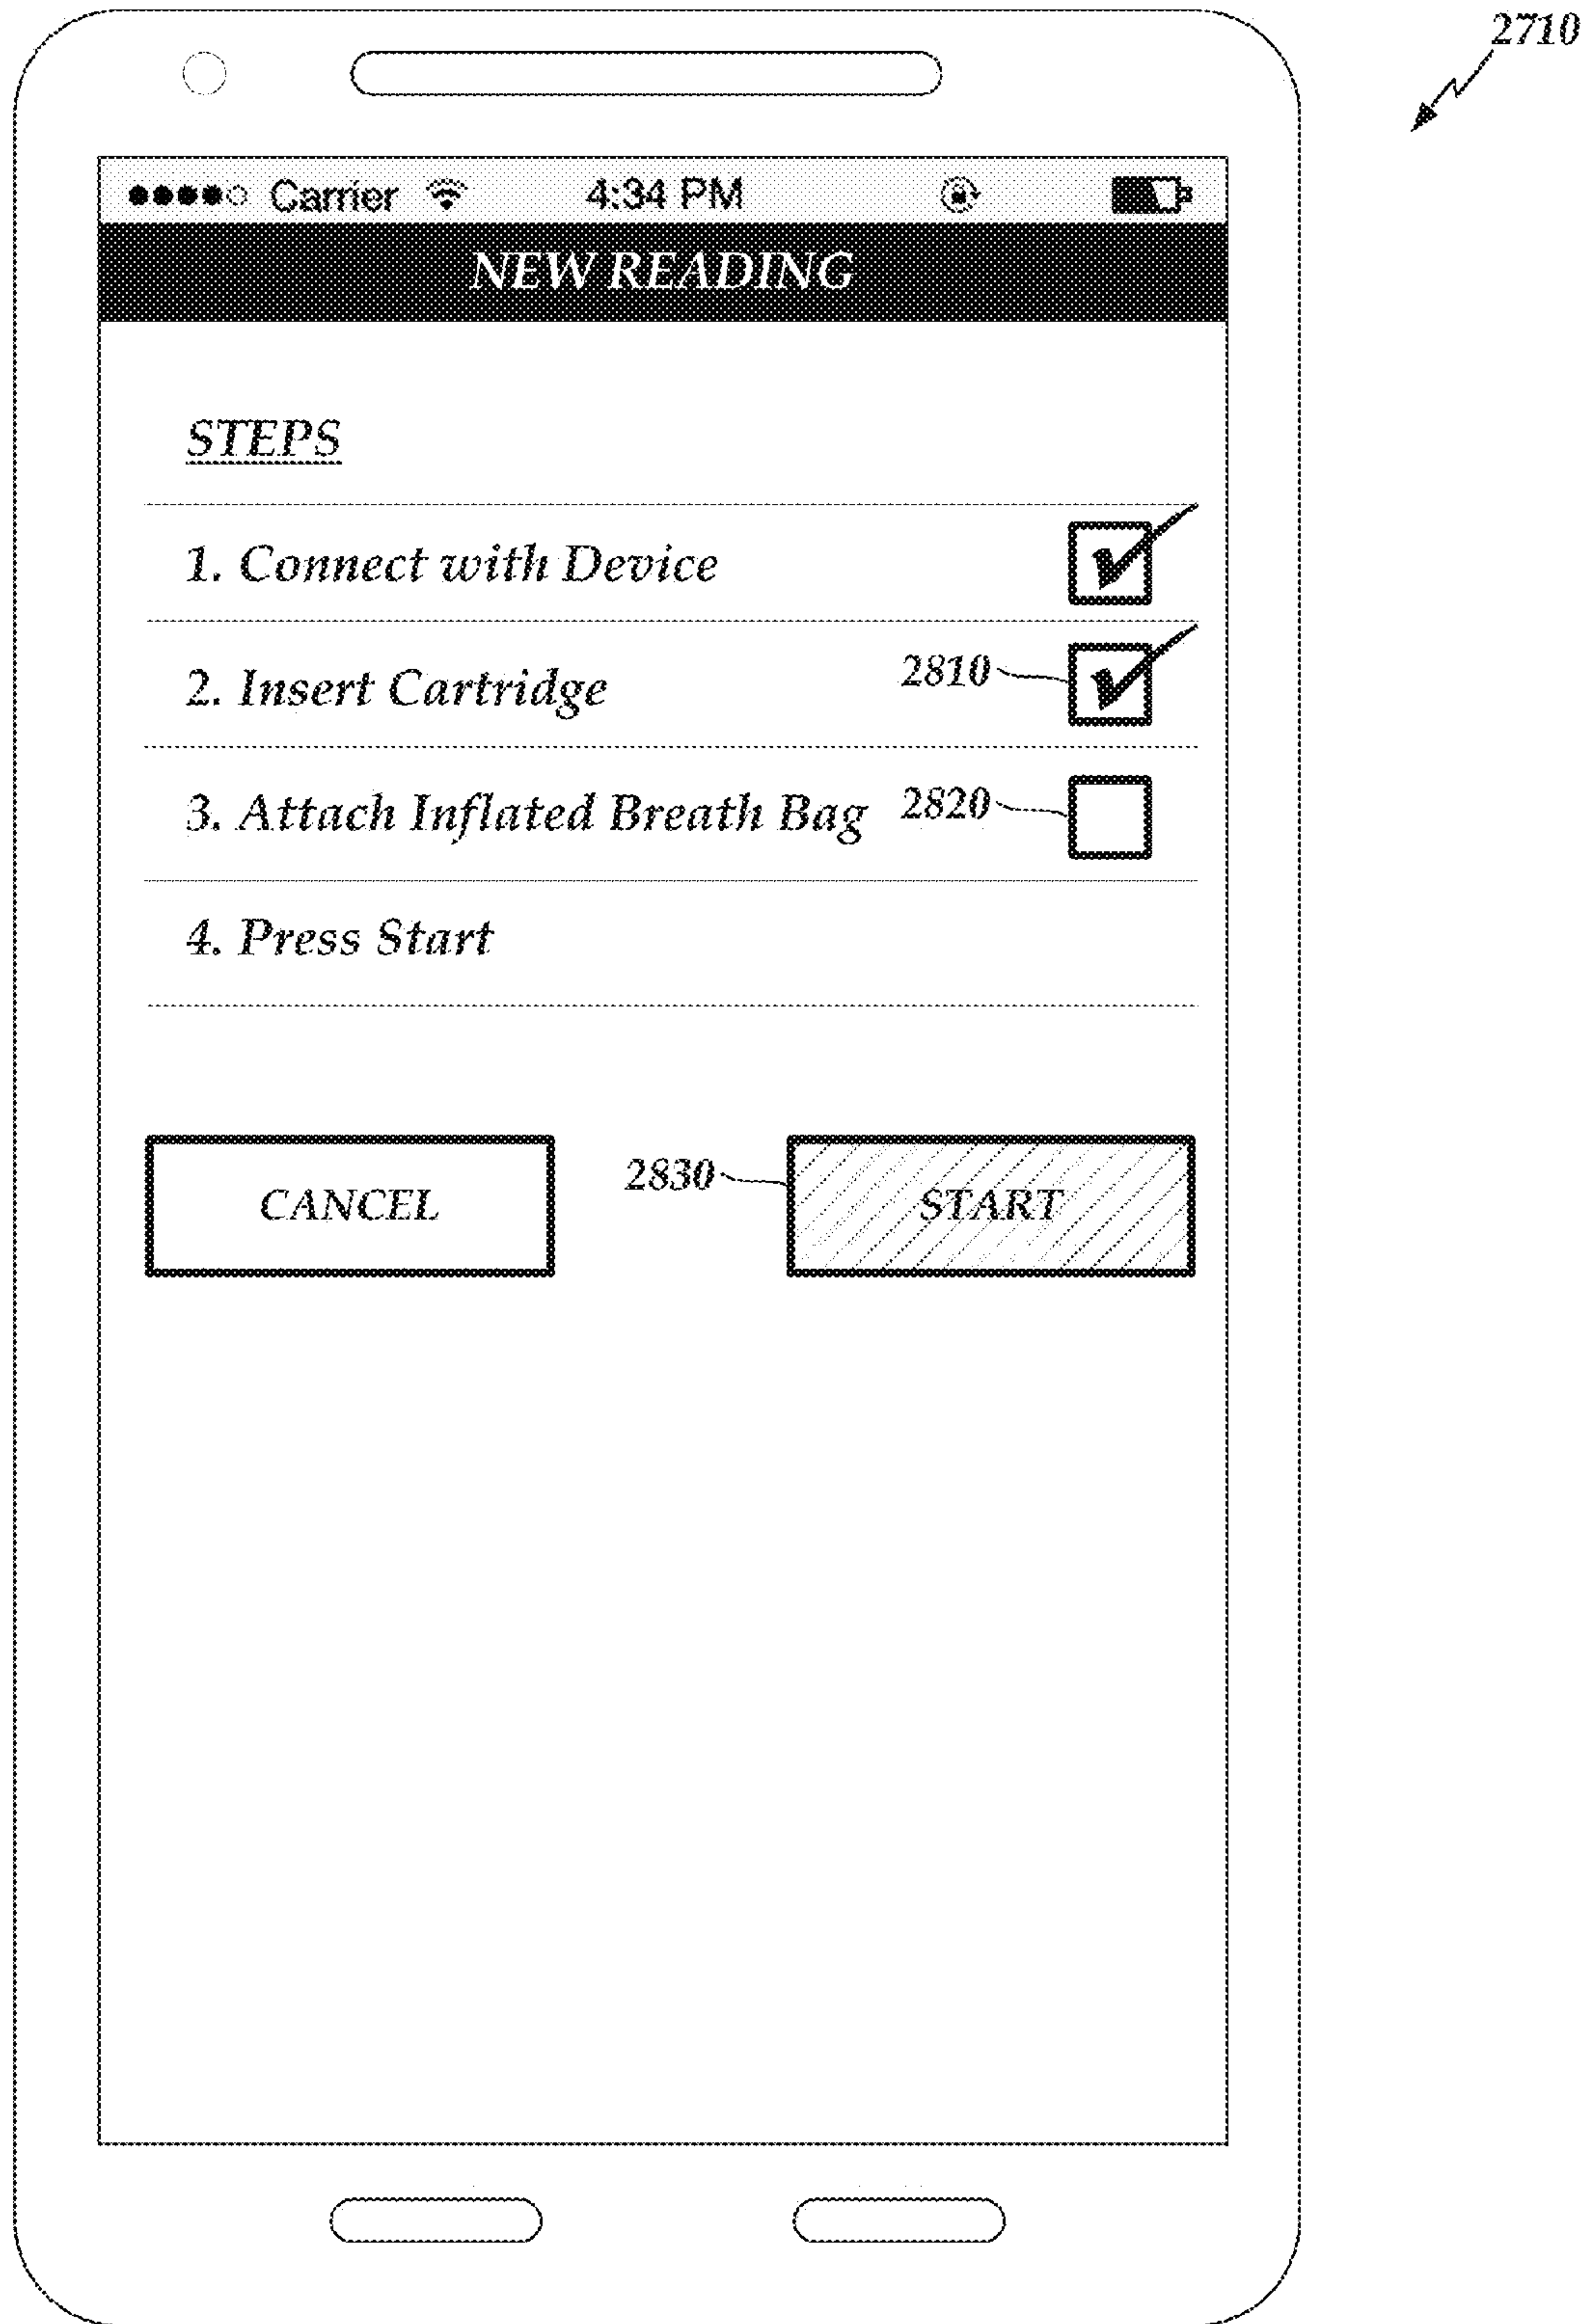 2710
Carrier 4:34 PM
NEW READING
STEPS
1. Connect with Device
2. Insert Cartridge 2810
3. Attach Inflated Breath Bag 2820
4. Press Start
CANCEL 2830 START